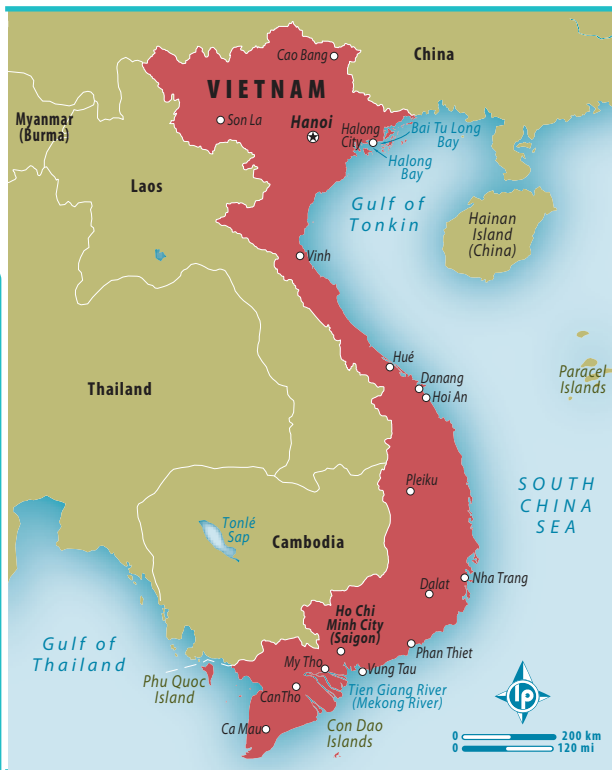 Cao Bang
China
VIETNAM
Myanmar
(Burma)
Son La
Hanoi
Halong
City
Bai Tu Long
Bay
Halong
Bay
Laos
Gulf of
Tonkin
Hainan
Island
(China)
Vinh
Hué
Danang
Hoi An
Paracel
Islands
Thailand
Pleiku
SOUTH
CHINA
SEA
Tonlé
Sap
Cambodia
Dalat
Nha Trang
Ho Chi
Minh City
(Saigon)
Phan Thiet
Gulf of
Thailand
My Tho
Vung Tau
Phu Quoc
Island
CanTho
Tien Giang River
(Mekong River)
Ca Mau
Con Dao
Islands
lp
0 200 km
0 120 mi